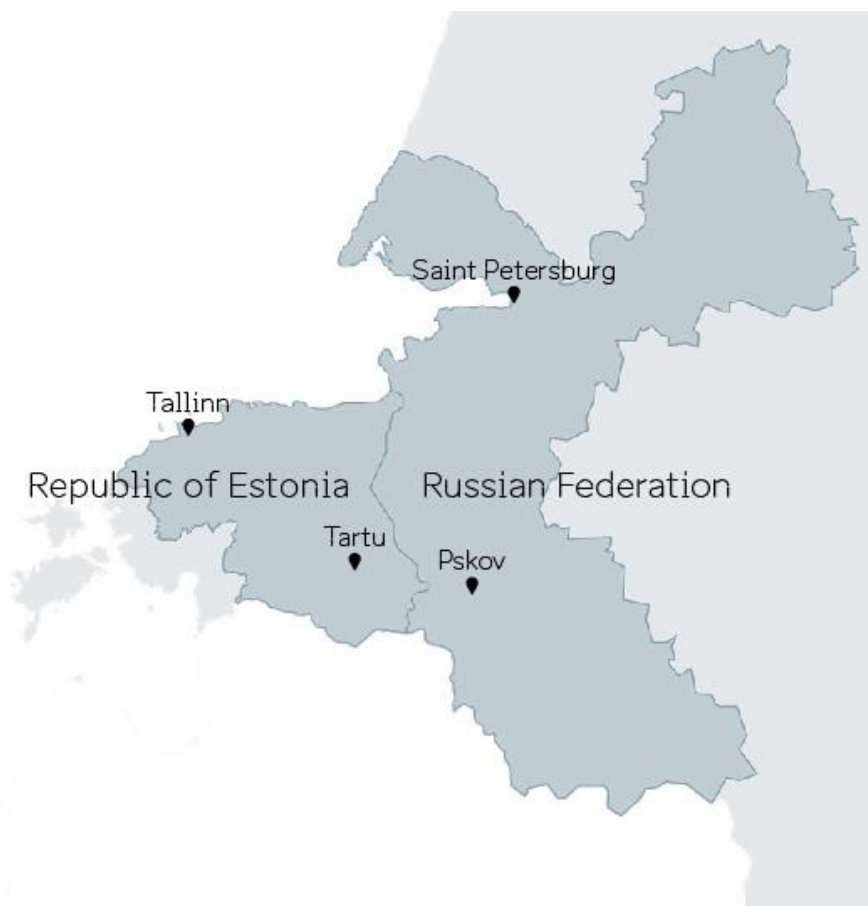 Saint Petersburg
Tallinn
Republic of Estonia
Russian Federation
Tartu
Pskov